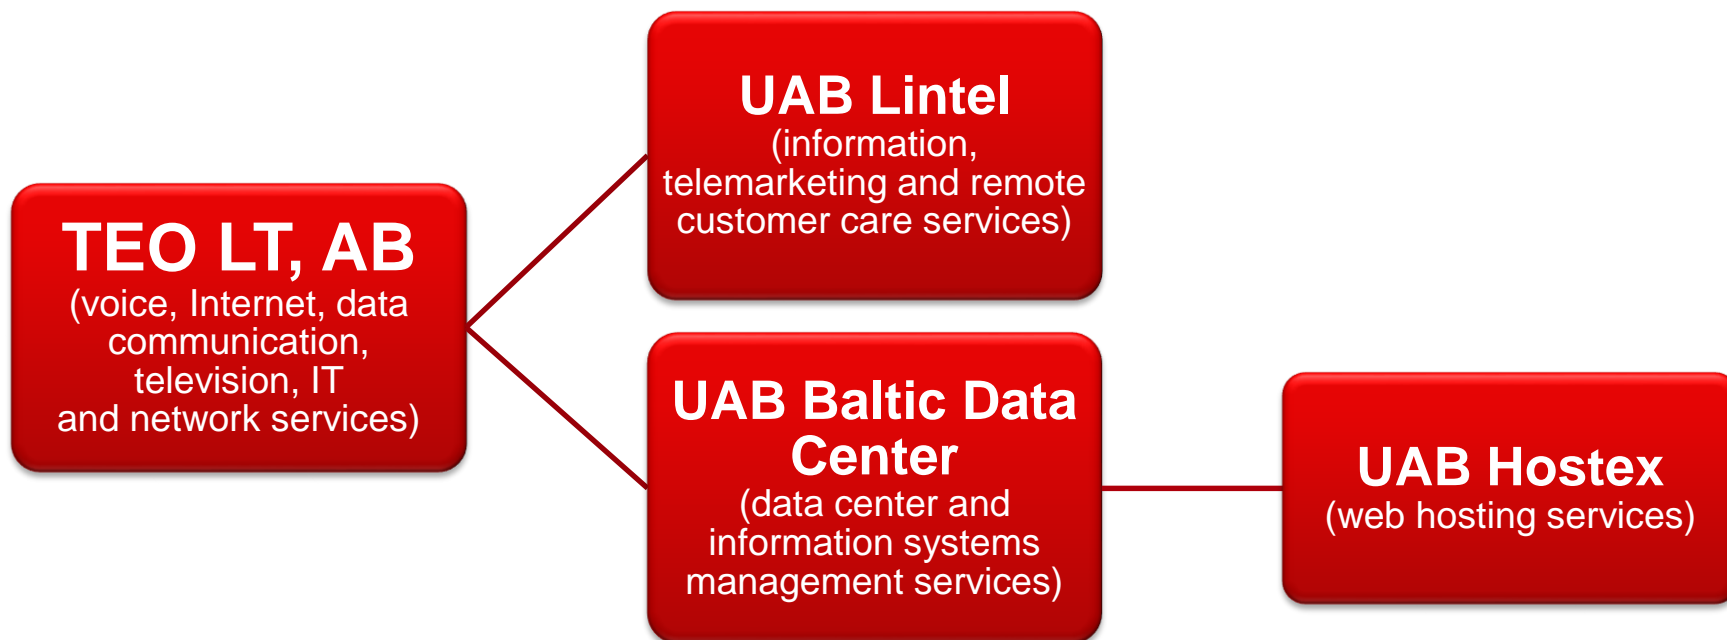 TEO LT, AB
(voice, Internet, data
communication,
television, IT
and network services)
UAB Lintel
(information,
telemarketing and remote
customer care services)
UAB Baltic Data
Center
(data center and
information systems
management services)
UAB Hostex
(web hosting services)